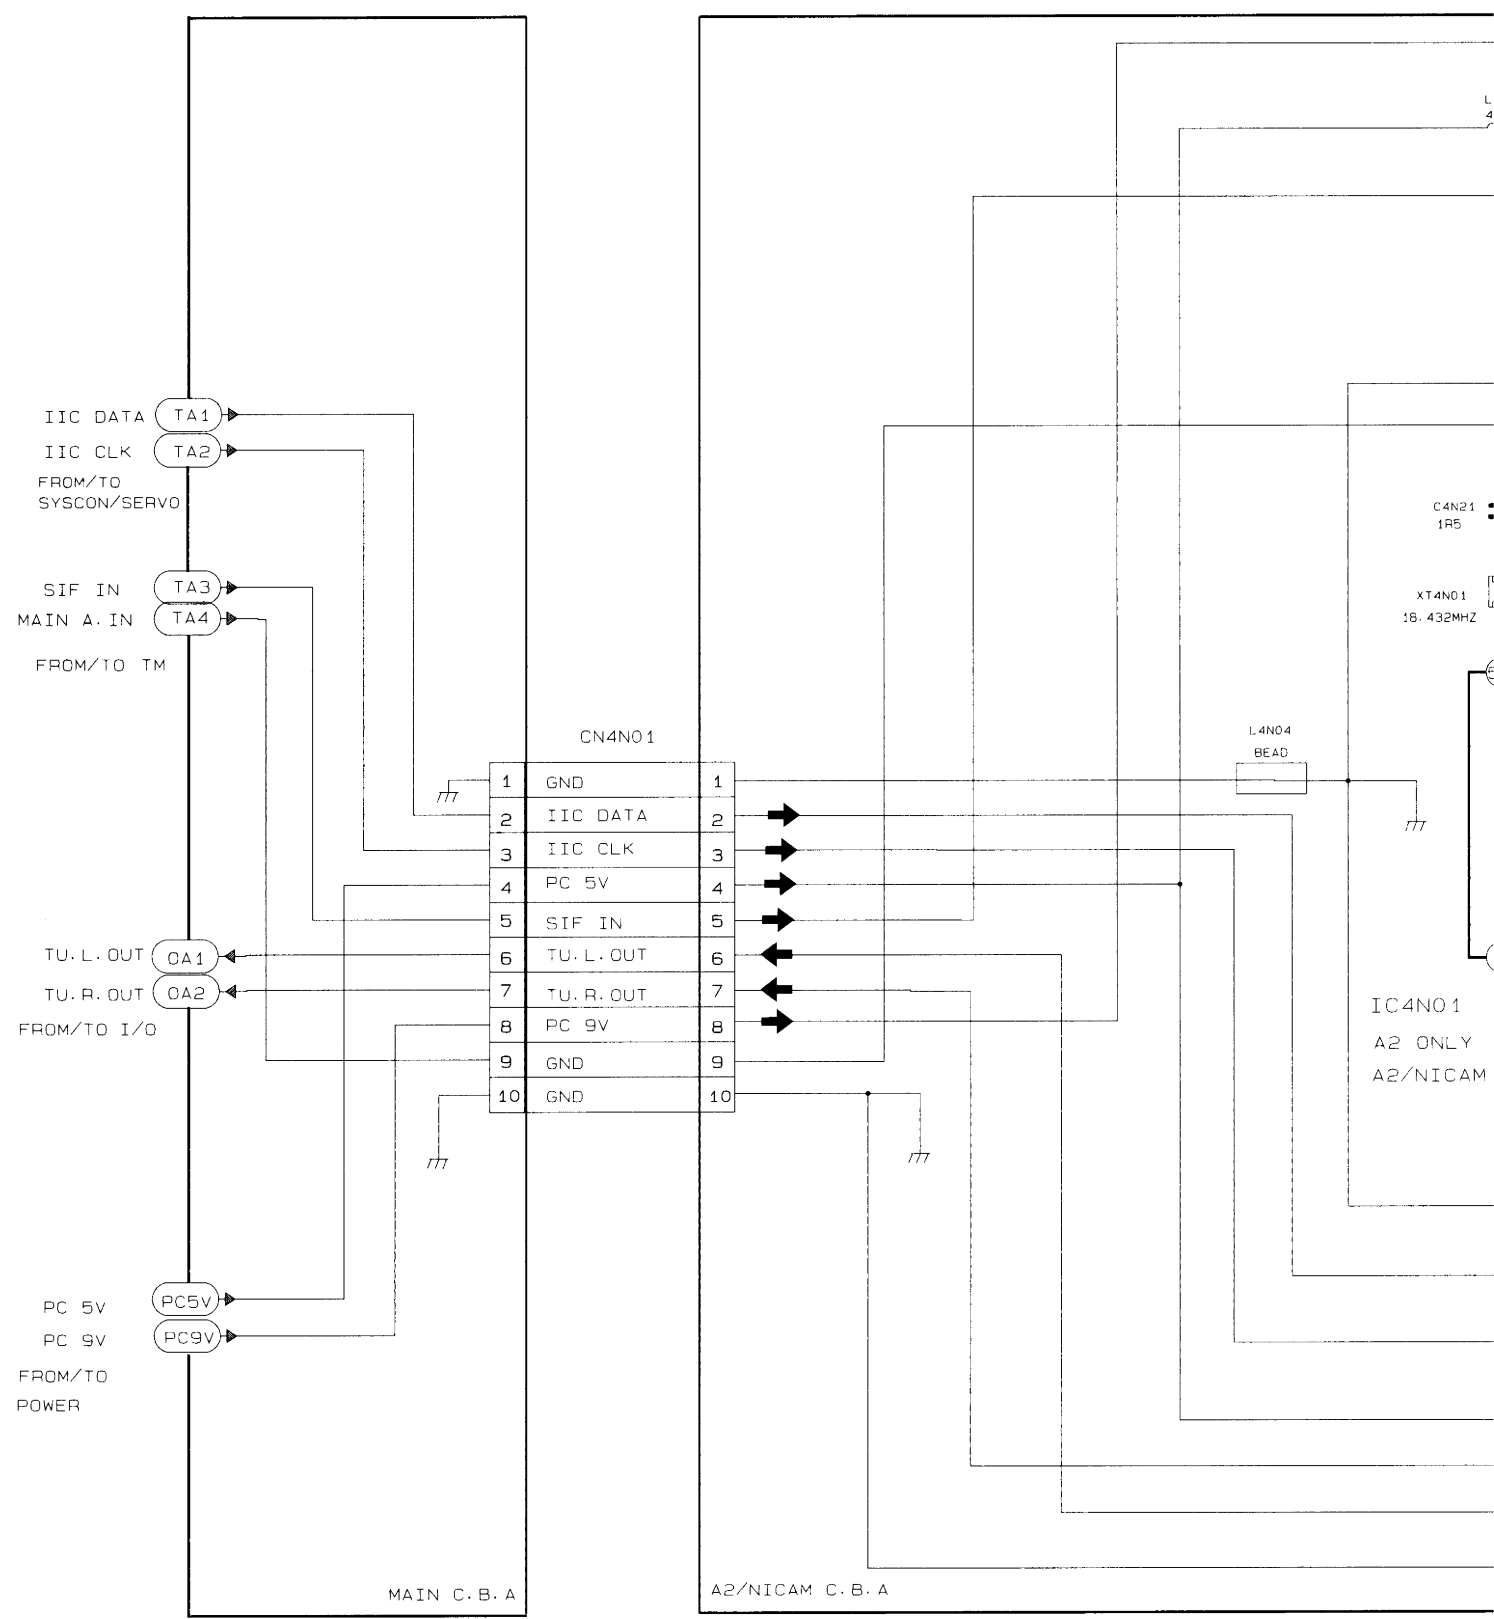 L
4
IIC DATA TA1
IIC CLK TA2
FROM/TO
SYSCON/SERVO
C4N21
1R5
SIF IN TA3
MAIN A.IN TA4
FROM/TO TM
XT4N01
18.432MHZ
CN4N01
L4N04
BEAD
1 GND 1
2 IIC DATA 2
3 IIC CLK 3
4 PC 5V 4
5 SIF IN 5
6 TU.L.OUT 6
7 TU.R.OUT 7
8 PC 9V 8
9 GND 9
10 GND 10
TU.L.OUT OA1
TU.R.OUT OA2
FROM/TO I/O
IC4N01
A2 ONLY
A2/NICAM
PC 5V PC5V
PC 9V PC9V
FROM/TO
POWER
MAIN C.B.A
A2/NICAM C.B.A